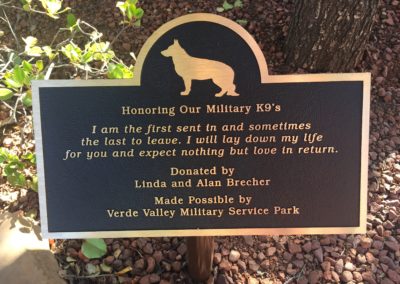 Honoring Our Military K9's
I am the first sent in and sometimes
the last to leave. I will lay down my life
for you and expect nothing but love in return.
Donated by
Linda and Alan Brecher
Made Possible by
Verde Valley Military Service Park